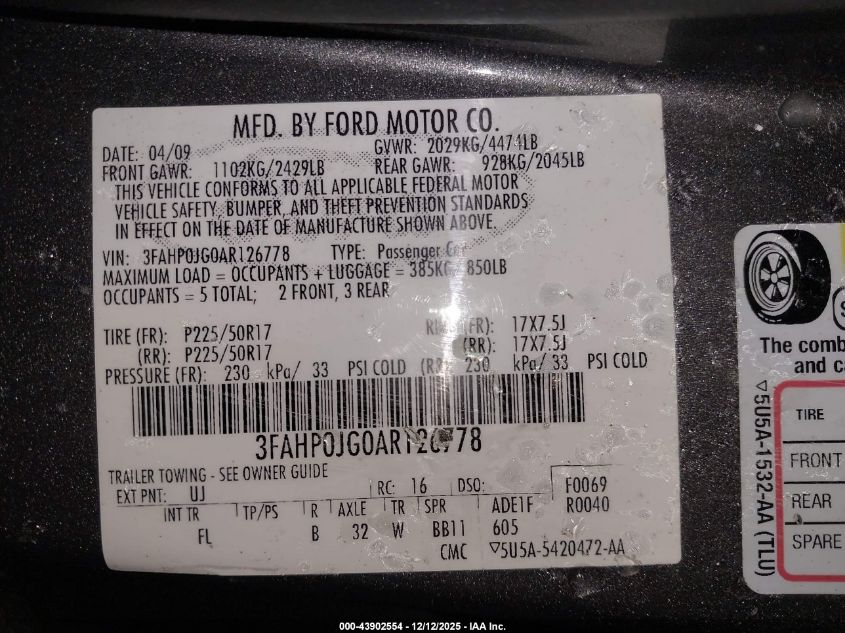 MFD. BY FORD MOTOR CO.
DATE: 04/09 GVWR: 2029KG/4474LB
FRONT GAWR: 1102KG/2429LB REAR GAWR: 928KG/2045LB
THIS VEHICLE CONFORMS TO ALL APPLICABLE FEDERAL MOTOR
VEHICLE SAFETY, BUMPER, AND THEFT PREVENTION STANDARDS
IN EFFECT ON THE DATE OF MANUFACTURE SHOWN ABOVE.
VIN: 3FAHP0JG0AR126778 TYPE: Passenger Car
MAXIMUM LOAD = OCCUPANTS + LUGGAGE = 385KG/ 850LB
OCCUPANTS = 5 TOTAL; 2 FRONT, 3 REAR
TIRE (FR): P225/50R17 RIM (FR): 17X7.5J
(RR): P225/50R17 (RR): 17X7.5J
PRESSURE (FR): 230 kPa/ 33 PSI COLD (RR): 230 kPa/ 33 PSI COLD
3FAHP0JG0AR126778
TRAILER TOWING - SEE OWNER GUIDE
EXT PNT: UJ RC: 16 DSO: F0069
INT TR TP/PS R AXLE TR SPR ADE1F R0040
FL B 32 W BB11 605
CMC ▽5U5A-5420472-AA
The comb
and ca
TIRE
FRONT
REAR
SPARE
▽5U5A-1532-AA (TLU)
000-43902554 - 12/12/2025 - IAA Inc.